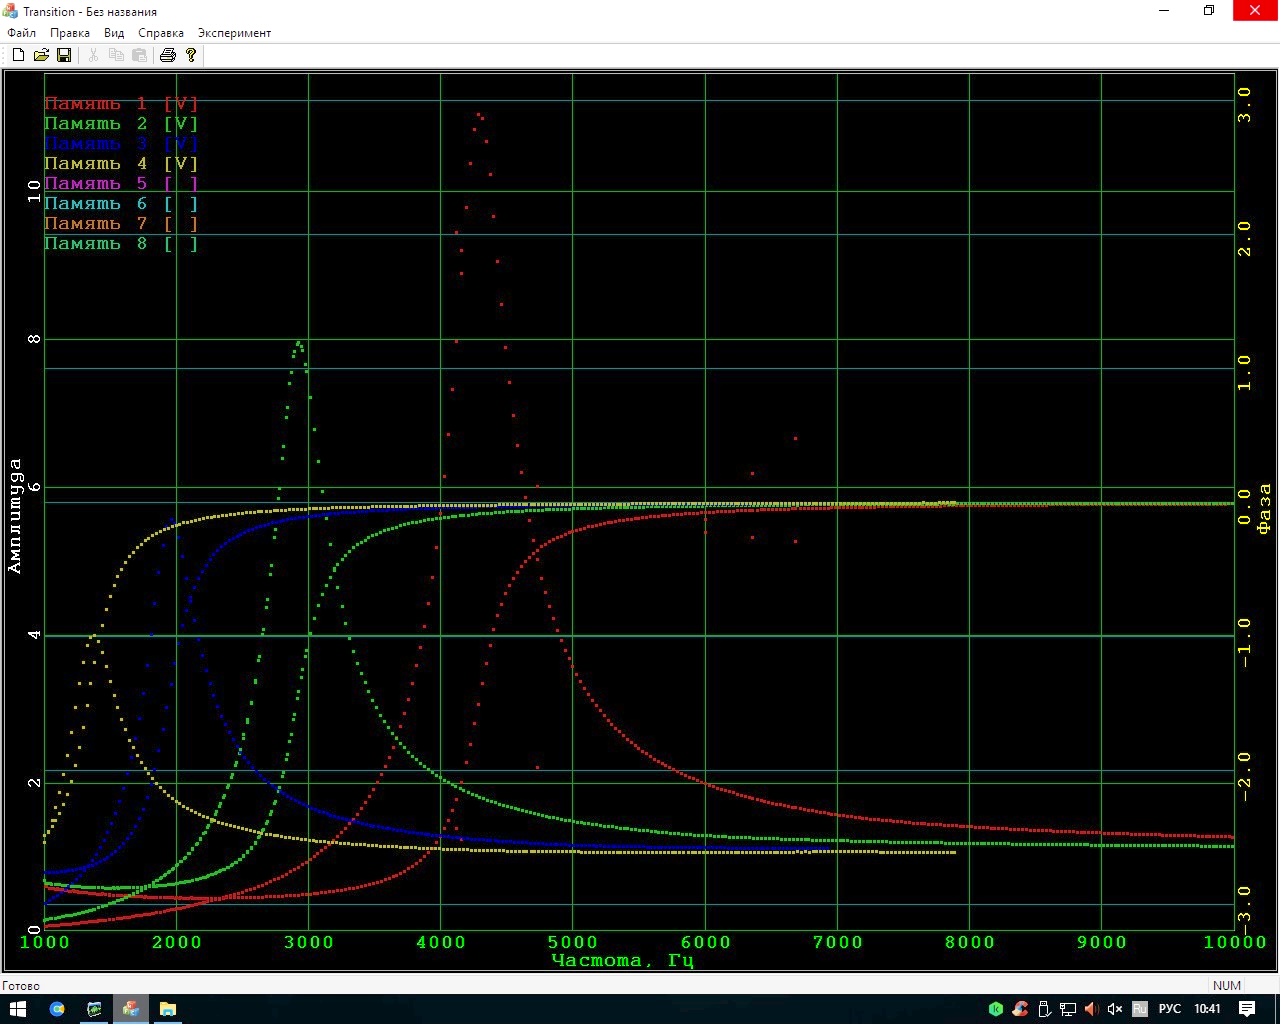 Transition - Без названия
Файл Правка Вид Справка Эксперимент
Память 1 [V]
Память 2 [V]
Память 3 [V]
Память 4 [V]
Память 5 [ ]
Память 6 [ ]
Память 7 [ ]
Память 8 [ ]
10
8
6
4
2
0
Амплитуда
3.0
2.0
1.0
0.0
-1.0
-2.0
-3.0
Фаза
1000 2000 3000 4000 5000 6000 7000 8000 9000 10000
Частота, Гц
Готово NUM
Ru РУС 10:41